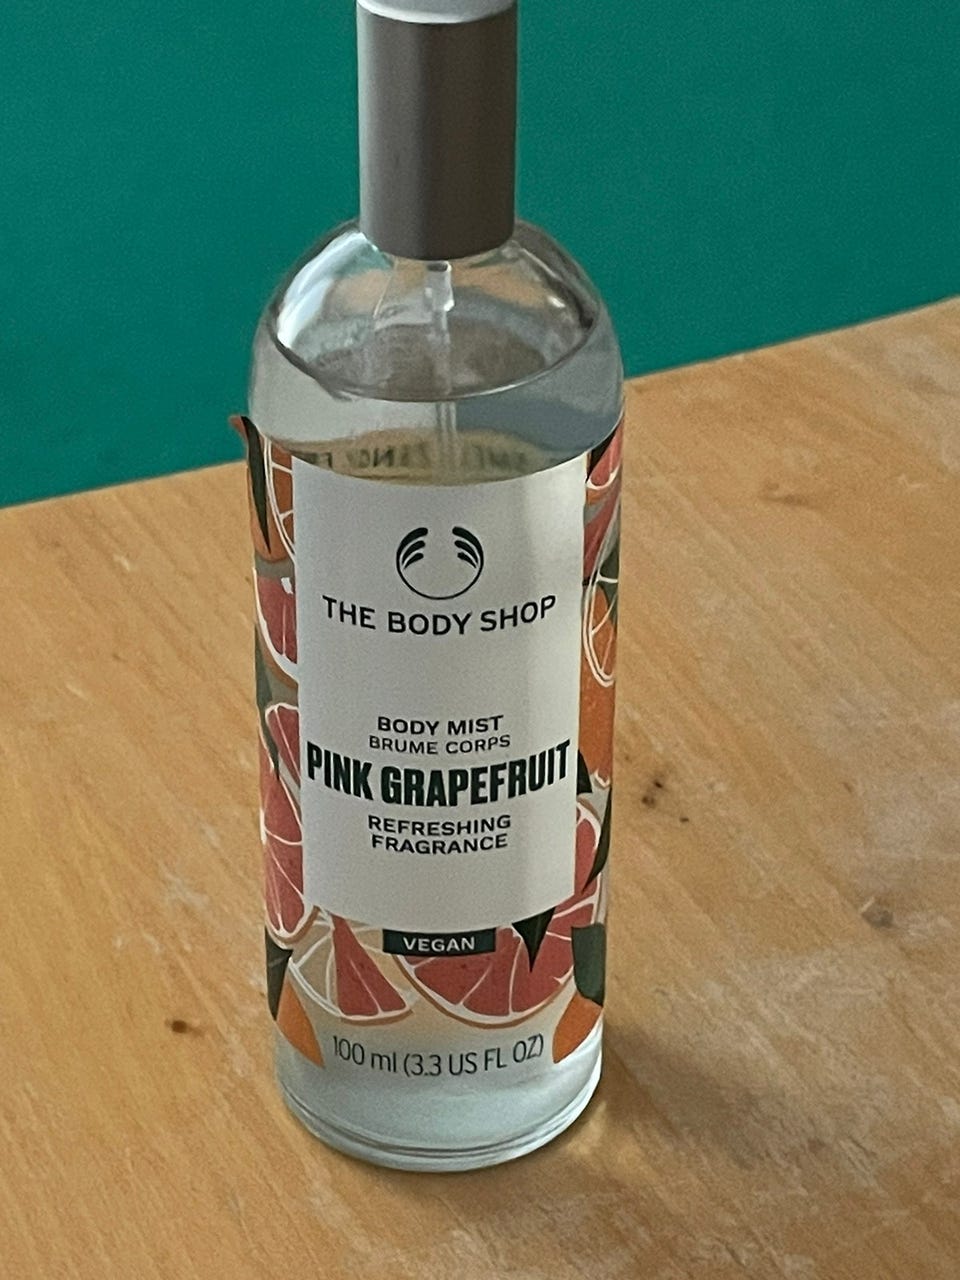 THE BODY SHOP
BODY MIST
BRUME CORPS
PINK GRAPEFRUIT
REFRESHING
FRAGRANCE
VEGAN
100 ml (3.3 US FL OZ)